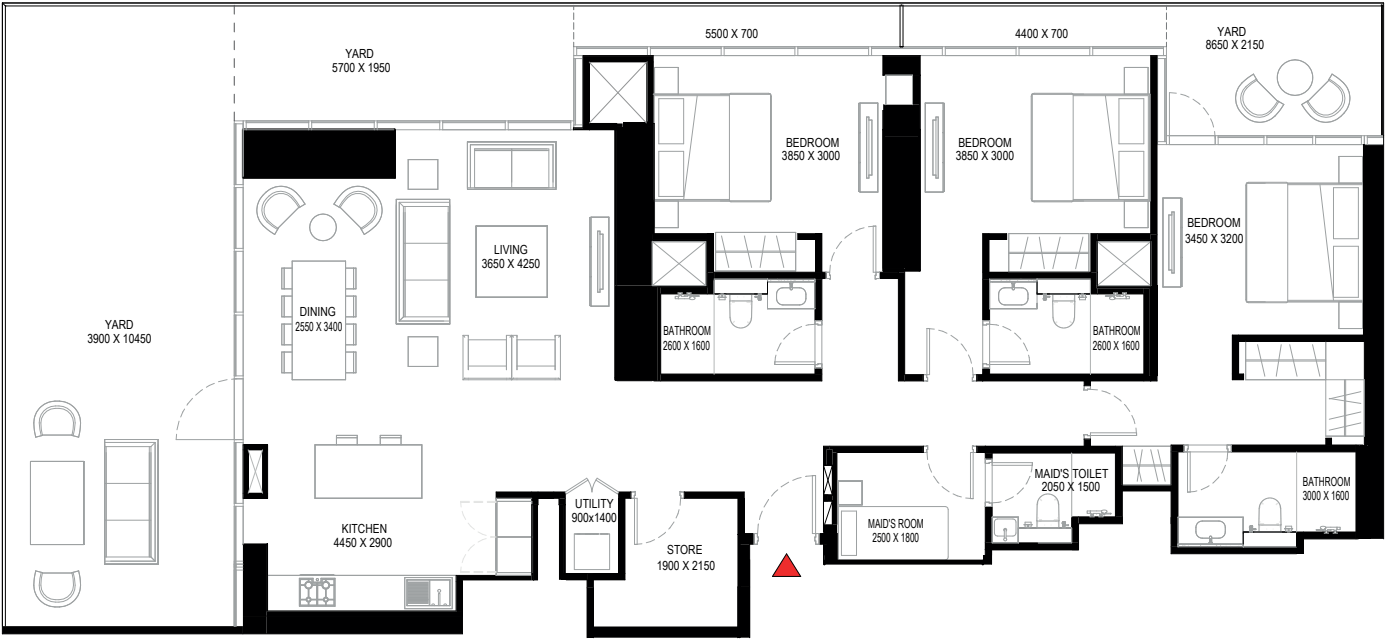 YARD
5700 X 1950
5500 X 700
4400 X 700
YARD
8650 X 2150
BEDROOM
3850 X 3000
BEDROOM
3850 X 3000
BEDROOM
3450 X 3200
LIVING
3650 X 4250
DINING
2550 X 3400
YARD
3900 X 10450
BATHROOM
2600 X 1600
BATHROOM
2600 X 1600
KITCHEN
4450 X 2900
UTILITY
900x1400
STORE
1900 X 2150
MAID'S ROOM
2500 X 1800
MAID'S TOILET
2050 X 1500
BATHROOM
3000 X 1600